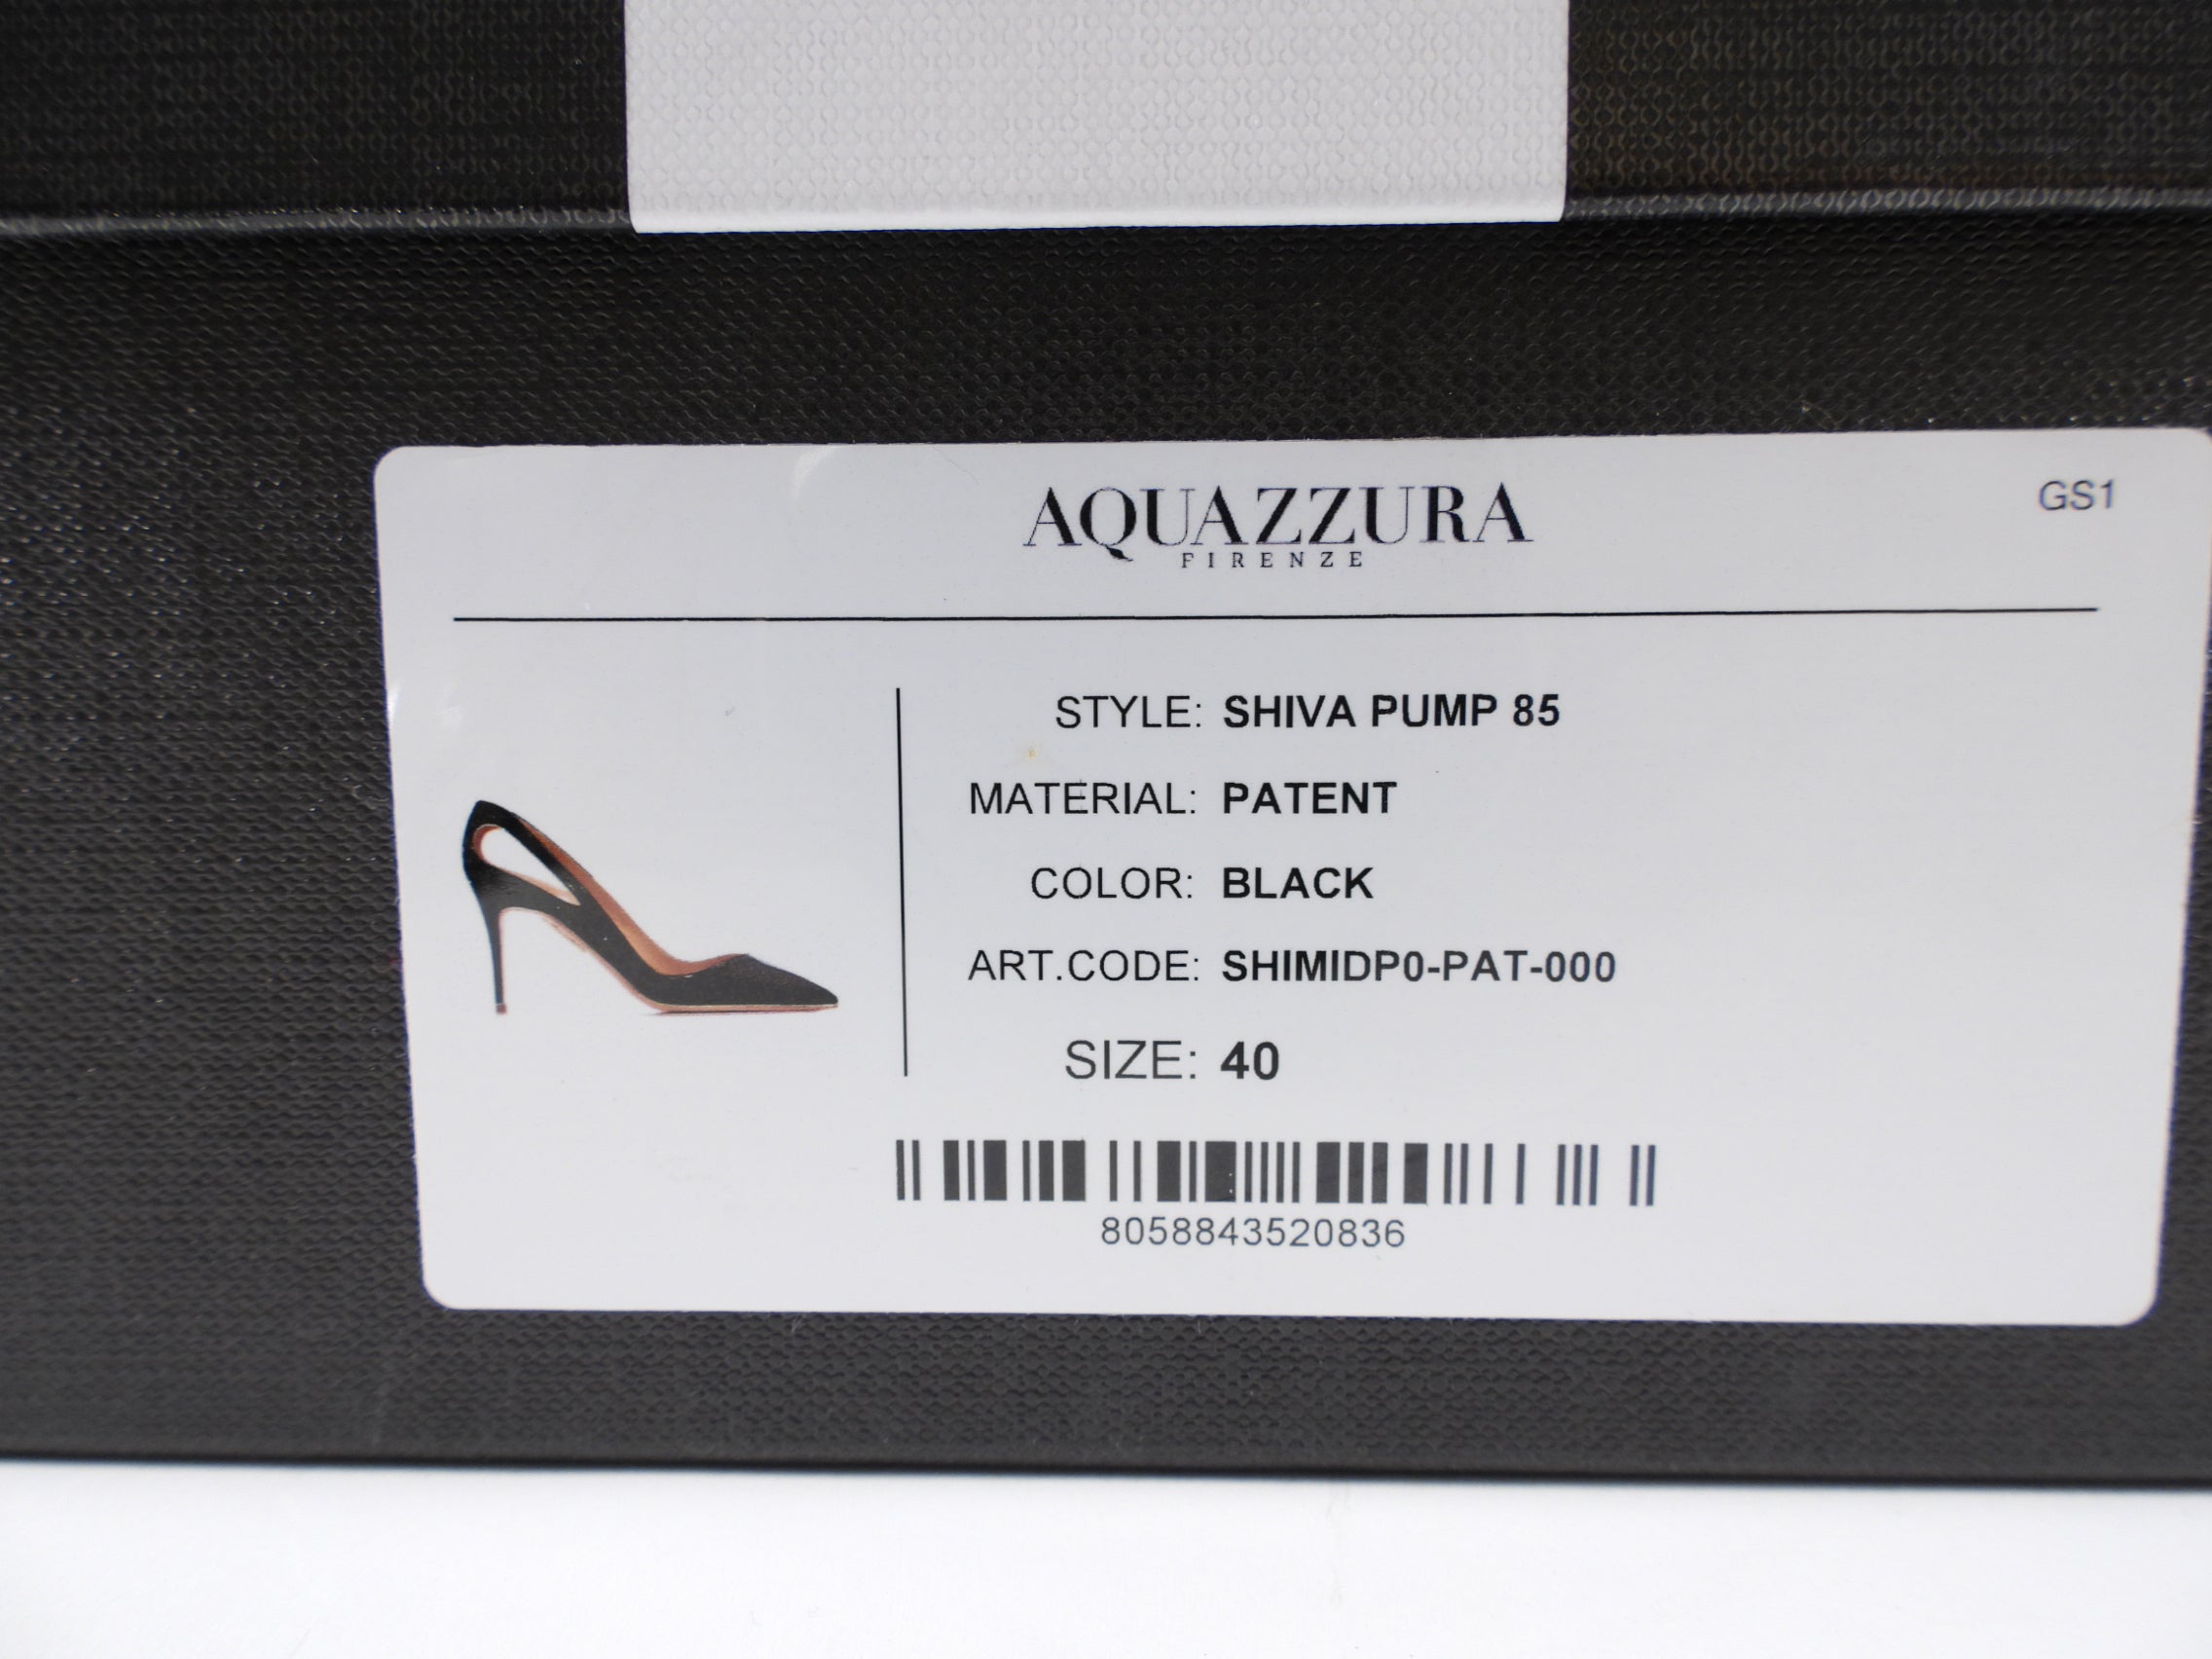 AQUAZZURA
FIRENZE
GS1
STYLE: SHIVA PUMP 85
MATERIAL: PATENT
COLOR: BLACK
ART.CODE: SHIMIDP0-PAT-000
SIZE: 40
8058843520836